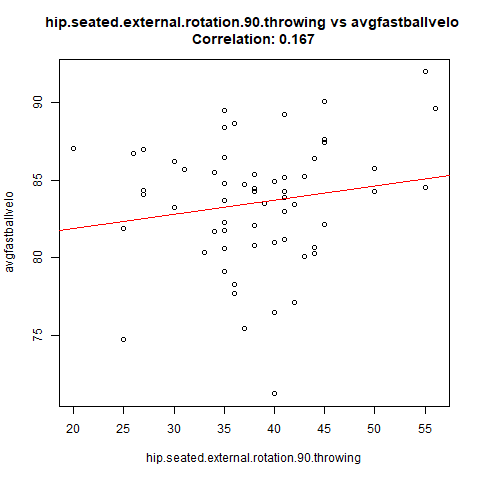 hip.seated.external.rotation.90.throwing vs avgfastballvelo
Correlation: 0.167
avgfastballvelo
90
85
80
75
20 25 30 35 40 45 50 55
hip.seated.external.rotation.90.throwing